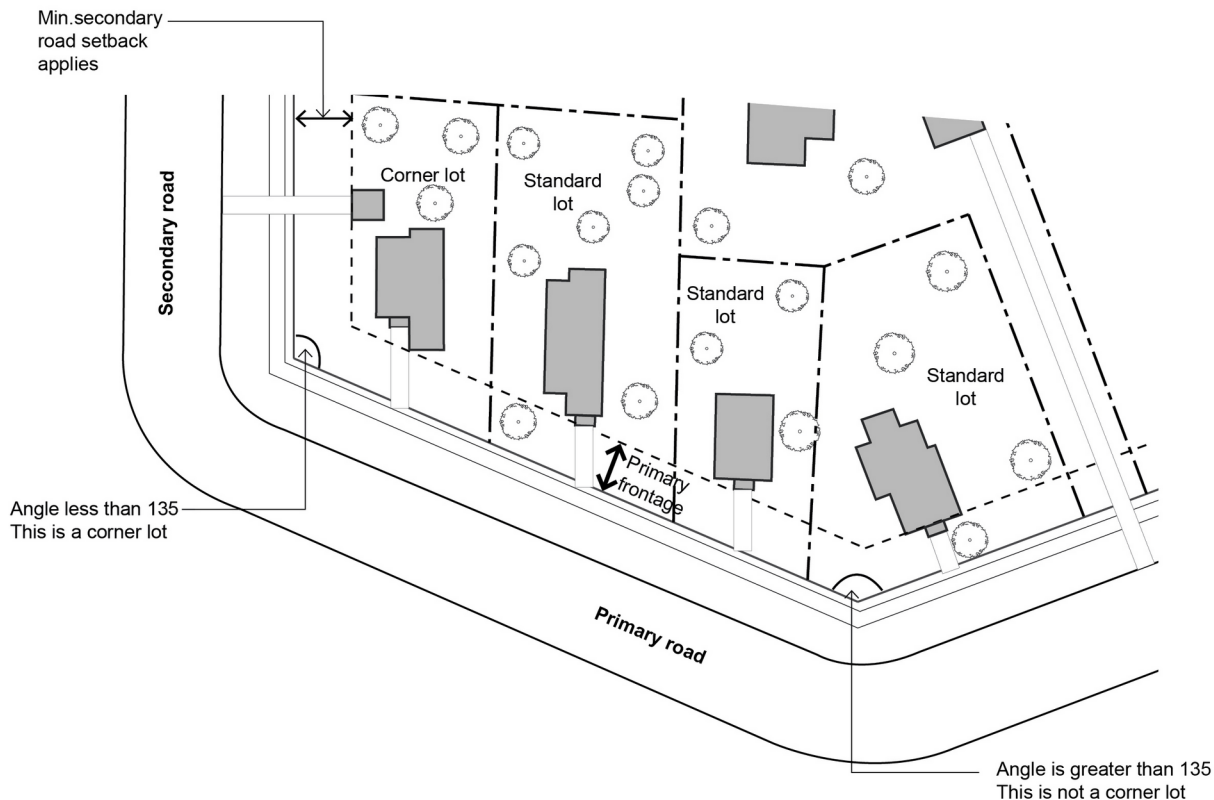 Min.secondary
road setback
applies
Corner lot
Standard
lot
Secondary road
Standard
lot
Standard
lot
Primary
frontage
Angle less than 135
This is a corner lot
Primary road
Angle is greater than 135
This is not a corner lot